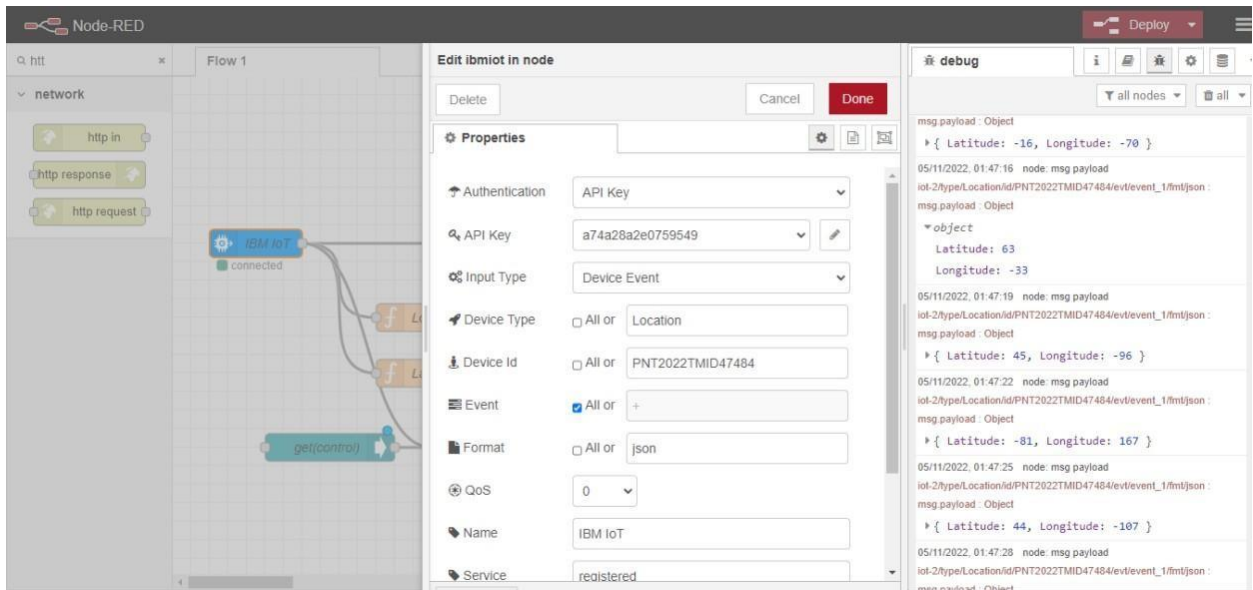 Node-RED
Deploy
htt
Flow 1
Edit ibmiot in node
debug
i
Delete
Cancel
Done
all nodes
all
network
http in
http response
http request
IBM IoT
connected
get(control)
Properties
Authentication
API Key
API Key
a74a28a2e0759549
Input Type
Device Event
Device Type
All or
Location
Device Id
All or
PNT2022TMID47484
Event
All or
+
Format
All or
json
QoS
0
Name
IBM IoT
Service
registered
msg.payload : Object
{ Latitude: -16, Longitude: -70 }
05/11/2022, 01:47:16 node: msg payload
iot-2/type/Location/id/PNT2022TMID47484/evt/event_1/fmt/json :
msg.payload : Object
object
Latitude: 63
Longitude: -33
05/11/2022, 01:47:19 node: msg payload
iot-2/type/Location/id/PNT2022TMID47484/evt/event_1/fmt/json :
msg.payload : Object
{ Latitude: 45, Longitude: -96 }
05/11/2022, 01:47:22 node: msg payload
iot-2/type/Location/id/PNT2022TMID47484/evt/event_1/fmt/json :
msg.payload : Object
{ Latitude: -81, Longitude: 167 }
05/11/2022, 01:47:25 node: msg payload
iot-2/type/Location/id/PNT2022TMID47484/evt/event_1/fmt/json :
msg.payload : Object
{ Latitude: 44, Longitude: -107 }
05/11/2022, 01:47:28 node: msg payload
iot-2/type/Location/id/PNT2022TMID47484/evt/event_1/fmt/json :
msg.payload : Object